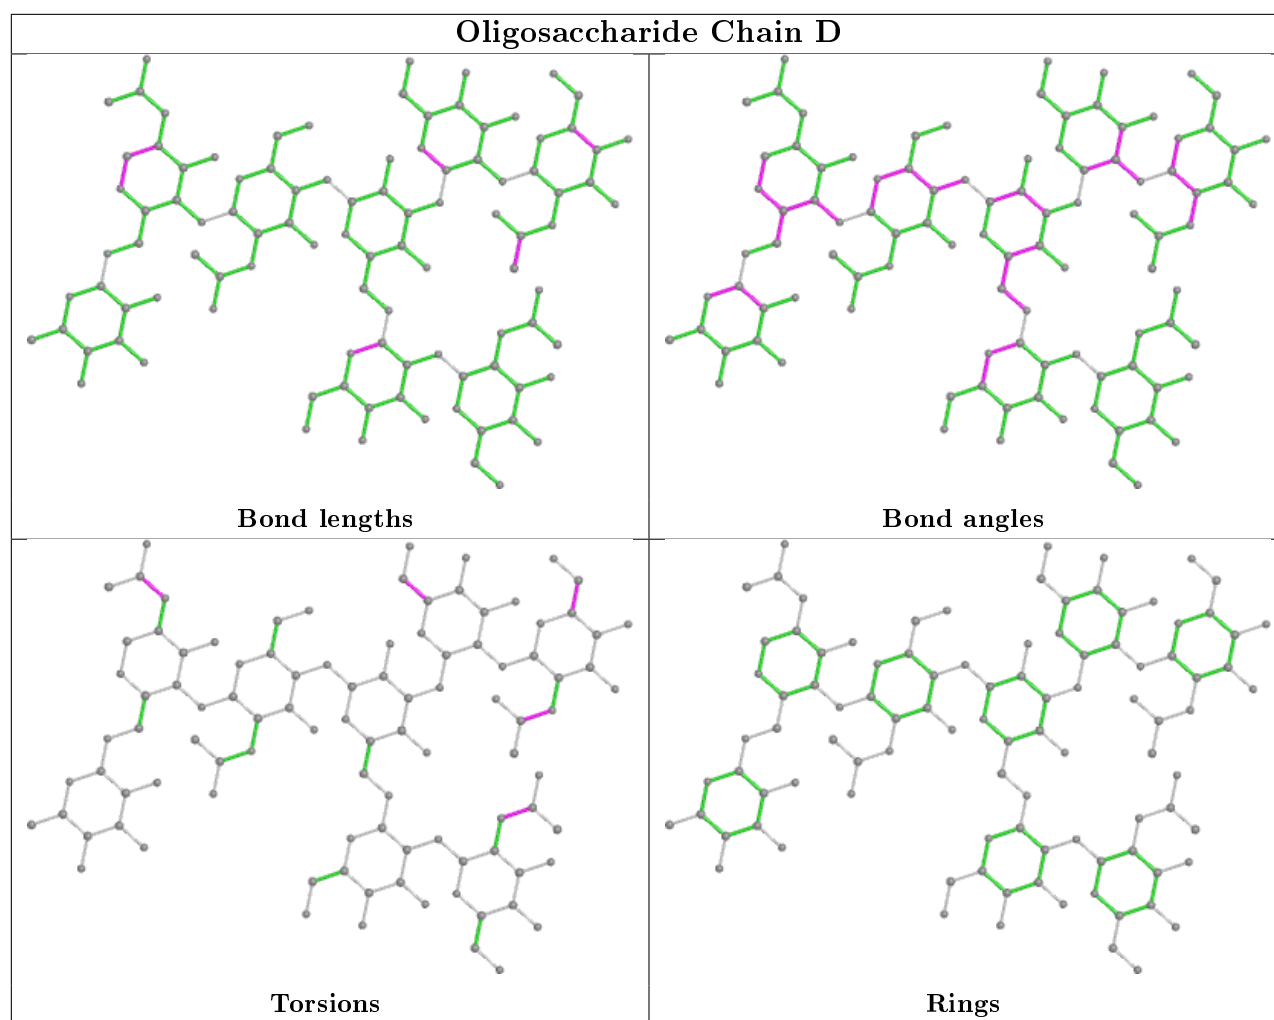 Oligosaccharide Chain D
Bond lengths
Bond angles
Torsions
Rings